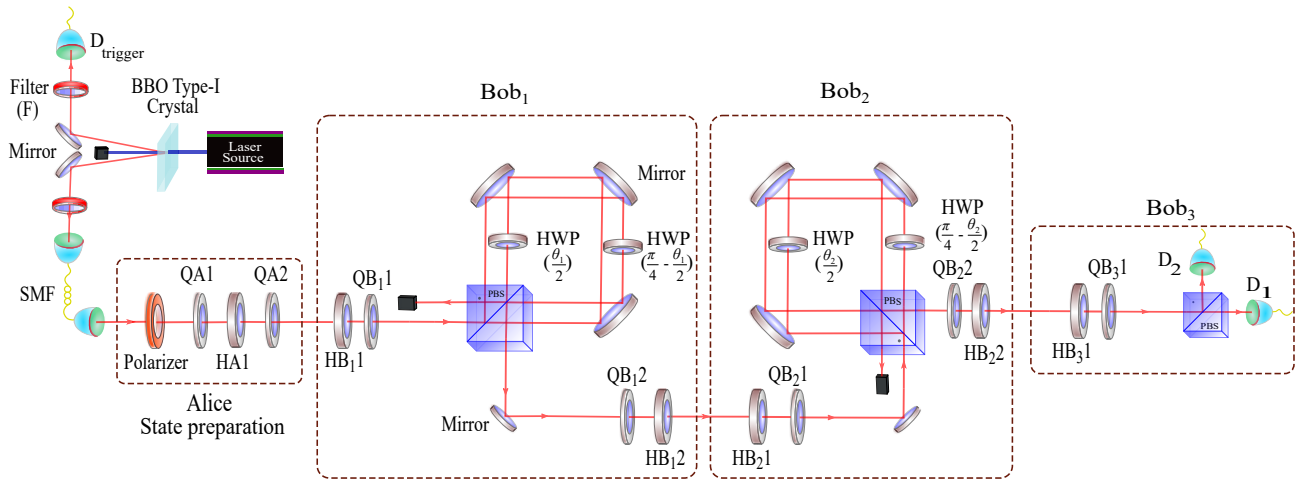 D
trigger
Filter
(F)
BBO Type-I
Crystal
Mirror
Laser
Source
SMF
QA1
QA2
Polarizer
HA1
Alice
State preparation
Bob1
QB11
HB11
PBS
HWP
(θ1/2)
Mirror
HWP
(π/4 - θ1/2)
Mirror
QB12
HB12
Bob2
HWP
(θ2/2)
HWP
(π/4 - θ2/2)
PBS
QB22
HB22
QB21
HB21
Bob3
QB31
HB31
D2
D1
PBS